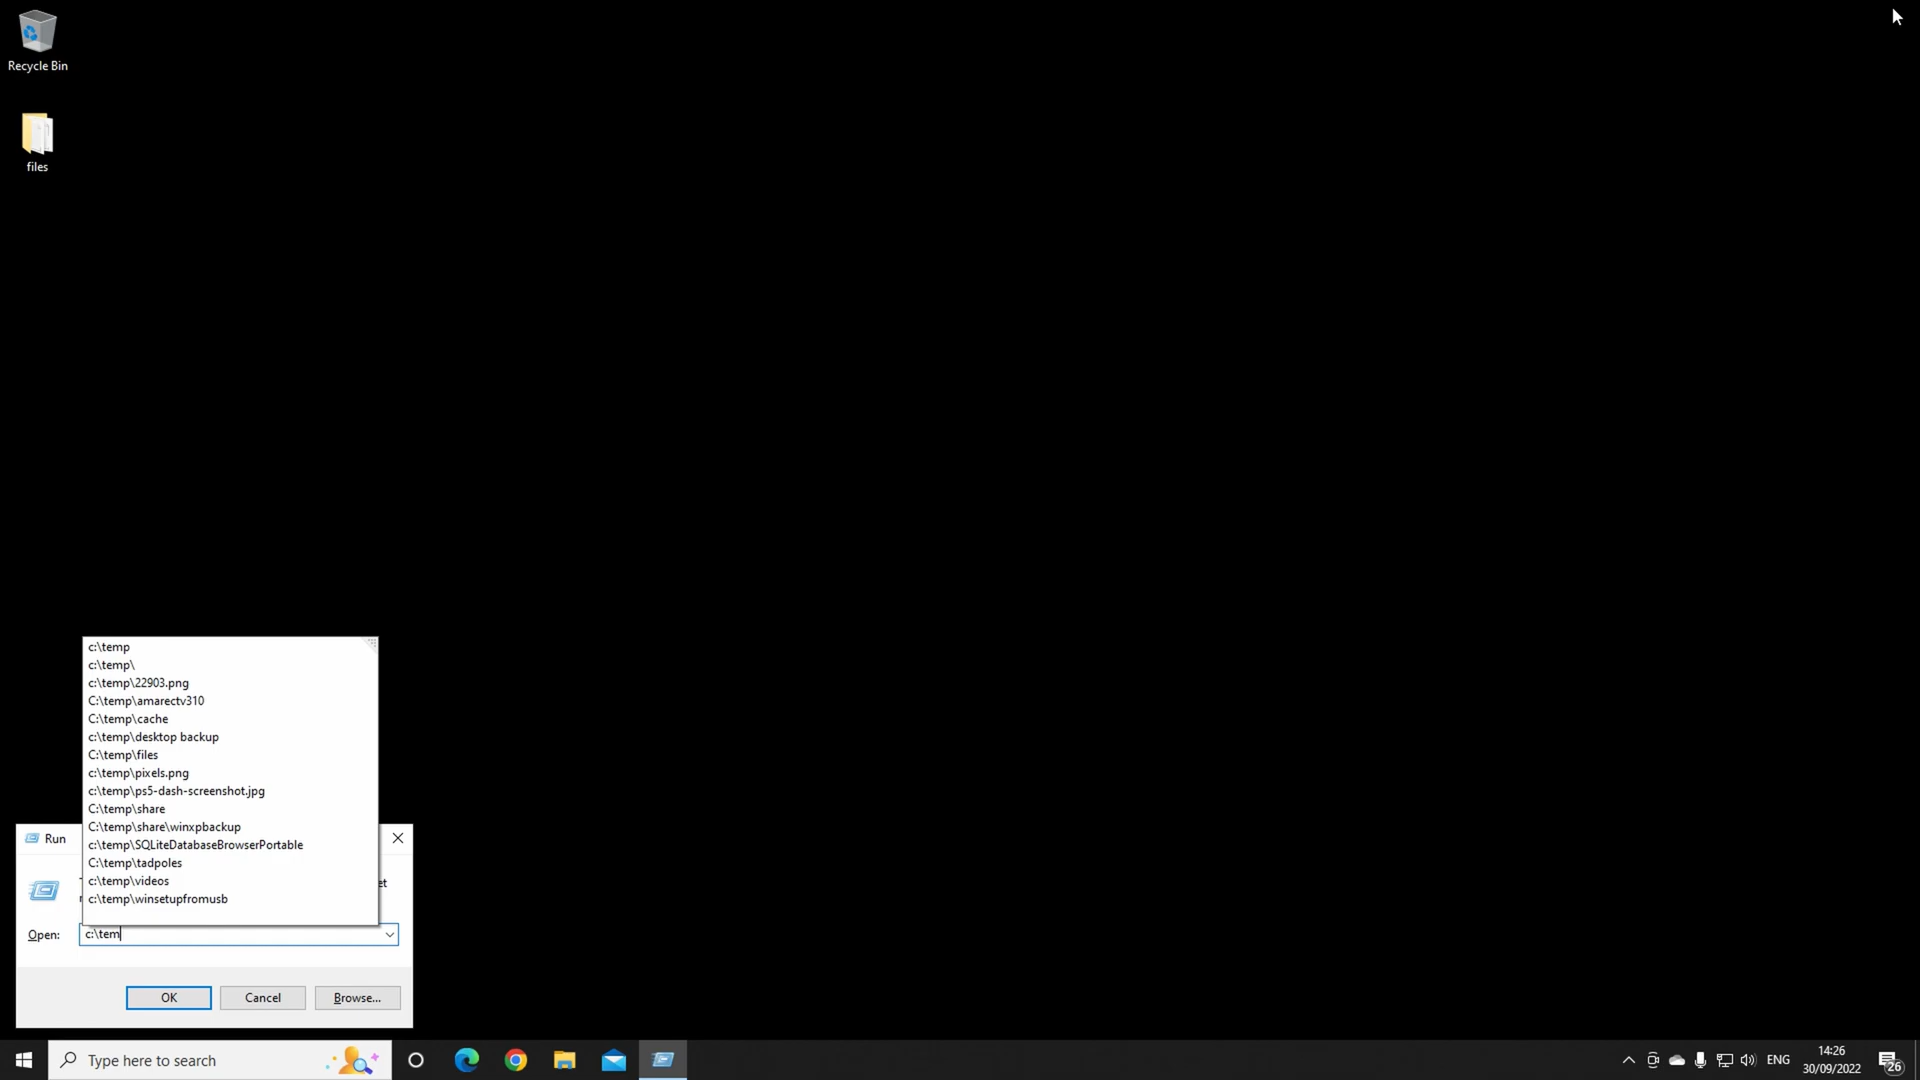 Recycle Bin
files
c:\temp
c:\temp\
c:\temp\22903.png
C:\temp\amarectv310
C:\temp\cache
c:\temp\desktop backup
C:\temp\files
c:\temp\pixels.png
c:\temp\ps5-dash-screenshot.jpg
C:\temp\share
C:\temp\share\winxpbackup
c:\temp\SQLiteDatabaseBrowserPortable
C:\temp\tadpoles
c:\temp\videos
c:\temp\winsetupfromusb
Run
et
Open:
c:\tem
OK
Cancel
Browse...
Type here to search
ENG
14:26
30/09/2022
26